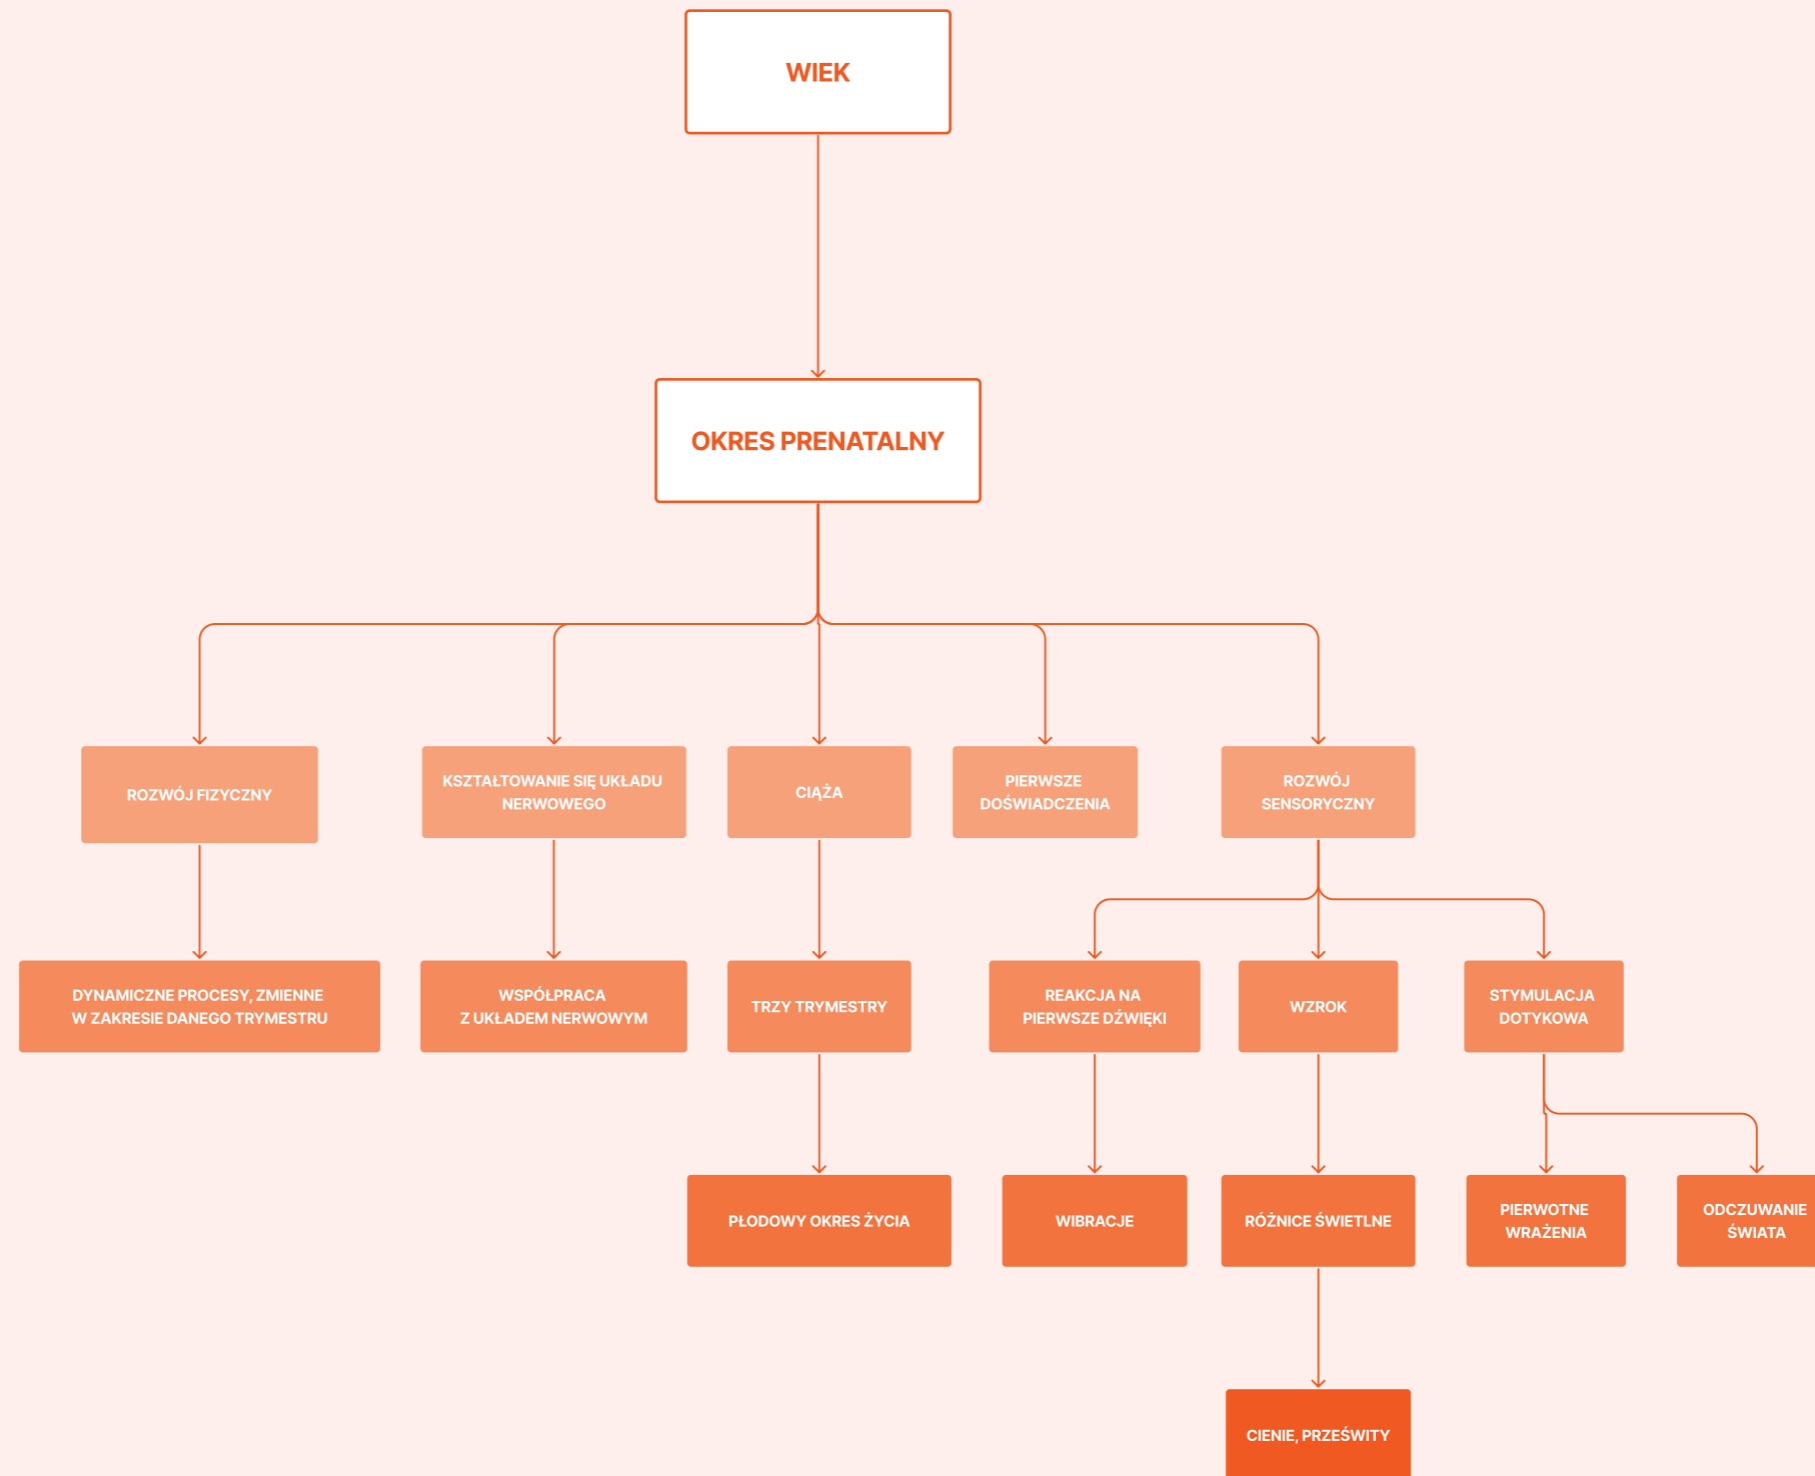 WIEK
OKRES PRENATALNY
ROZWÓJ FIZYCZNY
KSZTAŁTOWANIE SIĘ UKŁADU
NERWOWEGO
CIĄŻA
PIERWSZE
DOŚWIADCZENIA
ROZWÓJ
SENSORYCZNY
DYNAMICZNE PROCESY, ZMIENNE
W ZAKRESIE DANEGO TRYMESTRU
WSPÓŁPRACA
Z UKŁADEM NERWOWYM
TRZY TRYMESTRY
REAKCJA NA
PIERWSZE DŹWIĘKI
WZROK
STYMULACJA
DOTYKOWA
PŁODOWY OKRES ŻYCIA
WIBRACJE
RÓŻNICE ŚWIETLNE
PIERWOTNE
WRAŻENIA
ODCZUWANIE
ŚWIATA
CIENIE, PRZEŚWITY